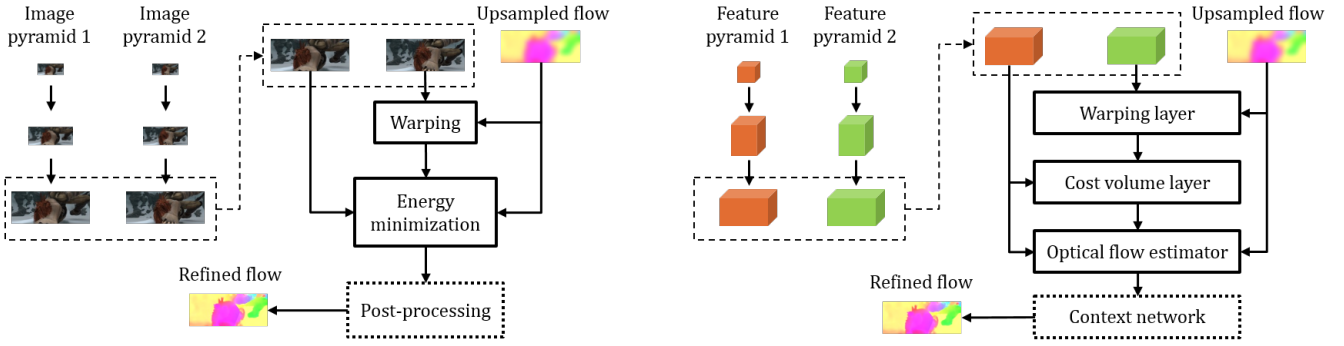 Image
pyramid 1
Image
pyramid 2
Upsampled flow
Warping
Energy
minimization
Refined flow
Post-processing
Feature
pyramid 1
Feature
pyramid 2
Upsampled flow
Warping layer
Cost volume layer
Optical flow estimator
Refined flow
Context network